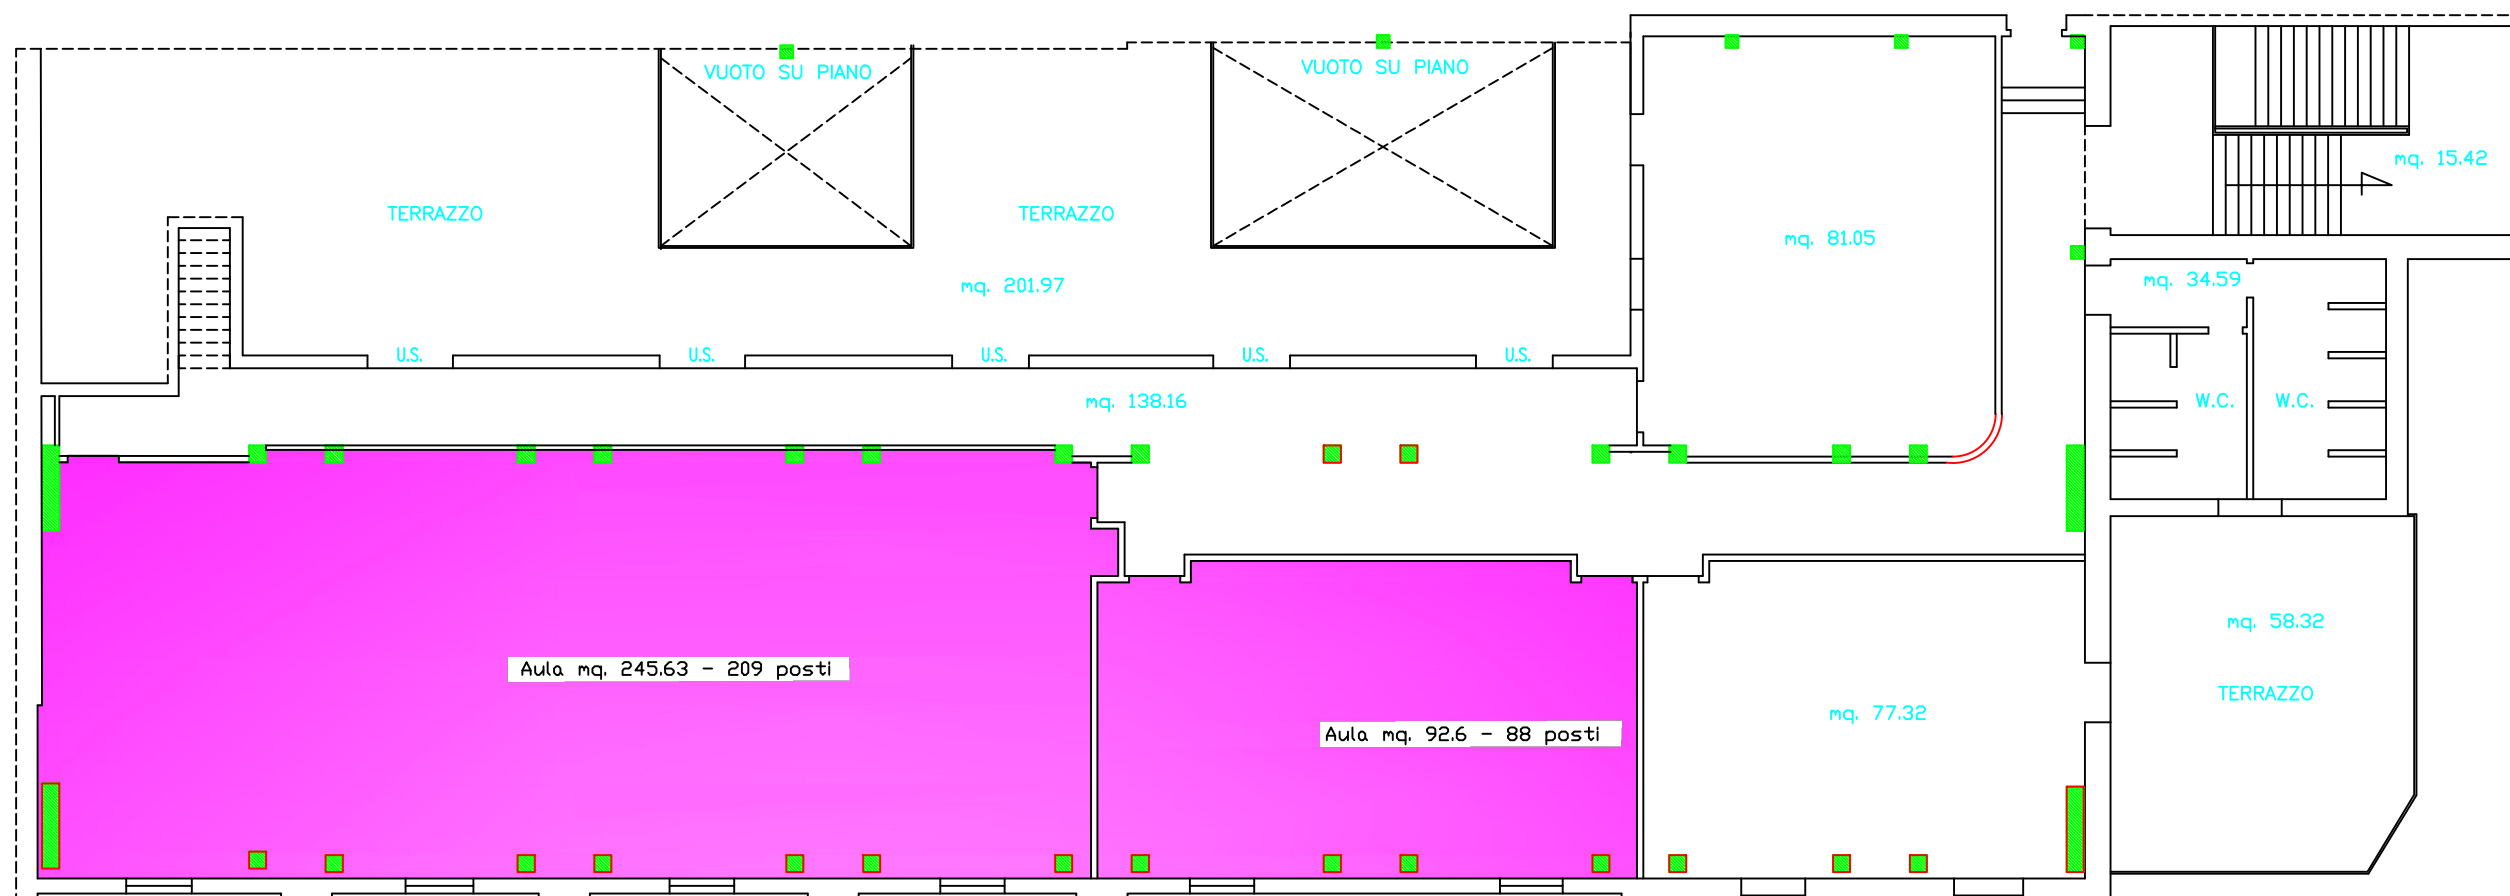 VUOTO SU PIANO
VUOTO SU PIANO
mq. 15.42
TERRAZZO
TERRAZZO
mq. 81.05
mq. 201.97
mq. 34.59
U.S.
U.S.
U.S.
U.S.
U.S.
mq. 138.16
W.C.
W.C.
mq. 58.32
Aula mq. 245.63 - 209 posti
TERRAZZO
mq. 77.32
Aula mq. 92.6 - 88 posti